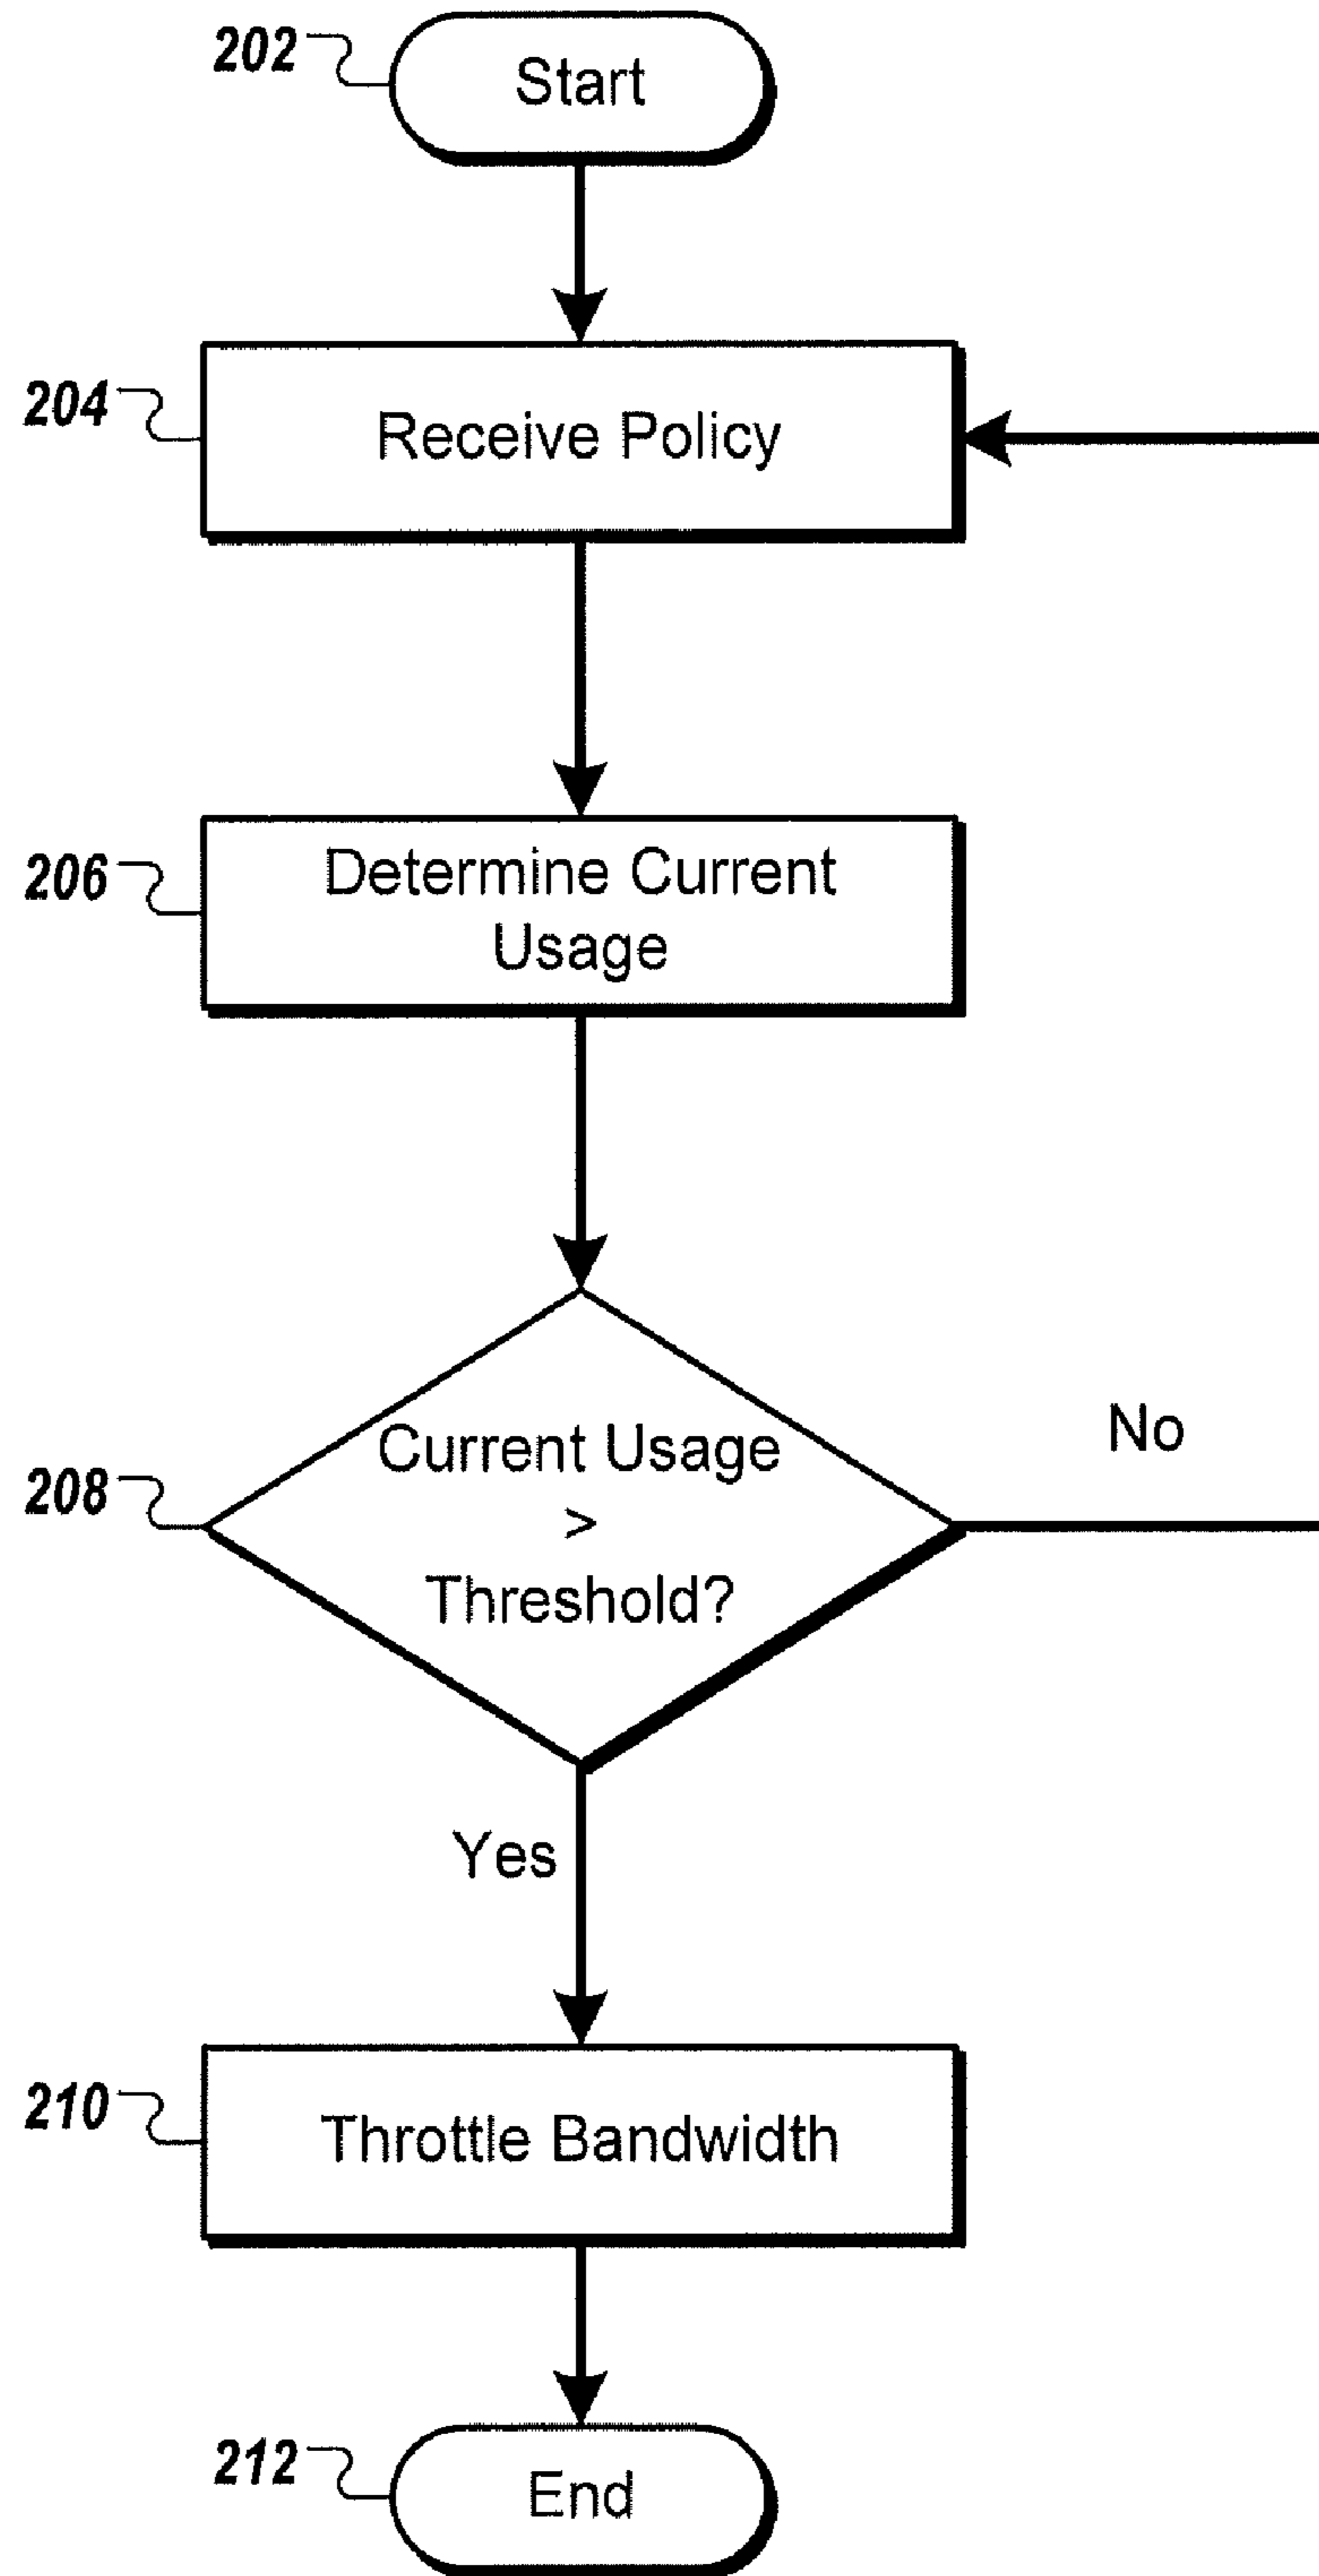 202
Start
204
Receive Policy
206
Determine Current
Usage
208
Current Usage
>
Threshold?
No
Yes
210
Throttle Bandwidth
212
End